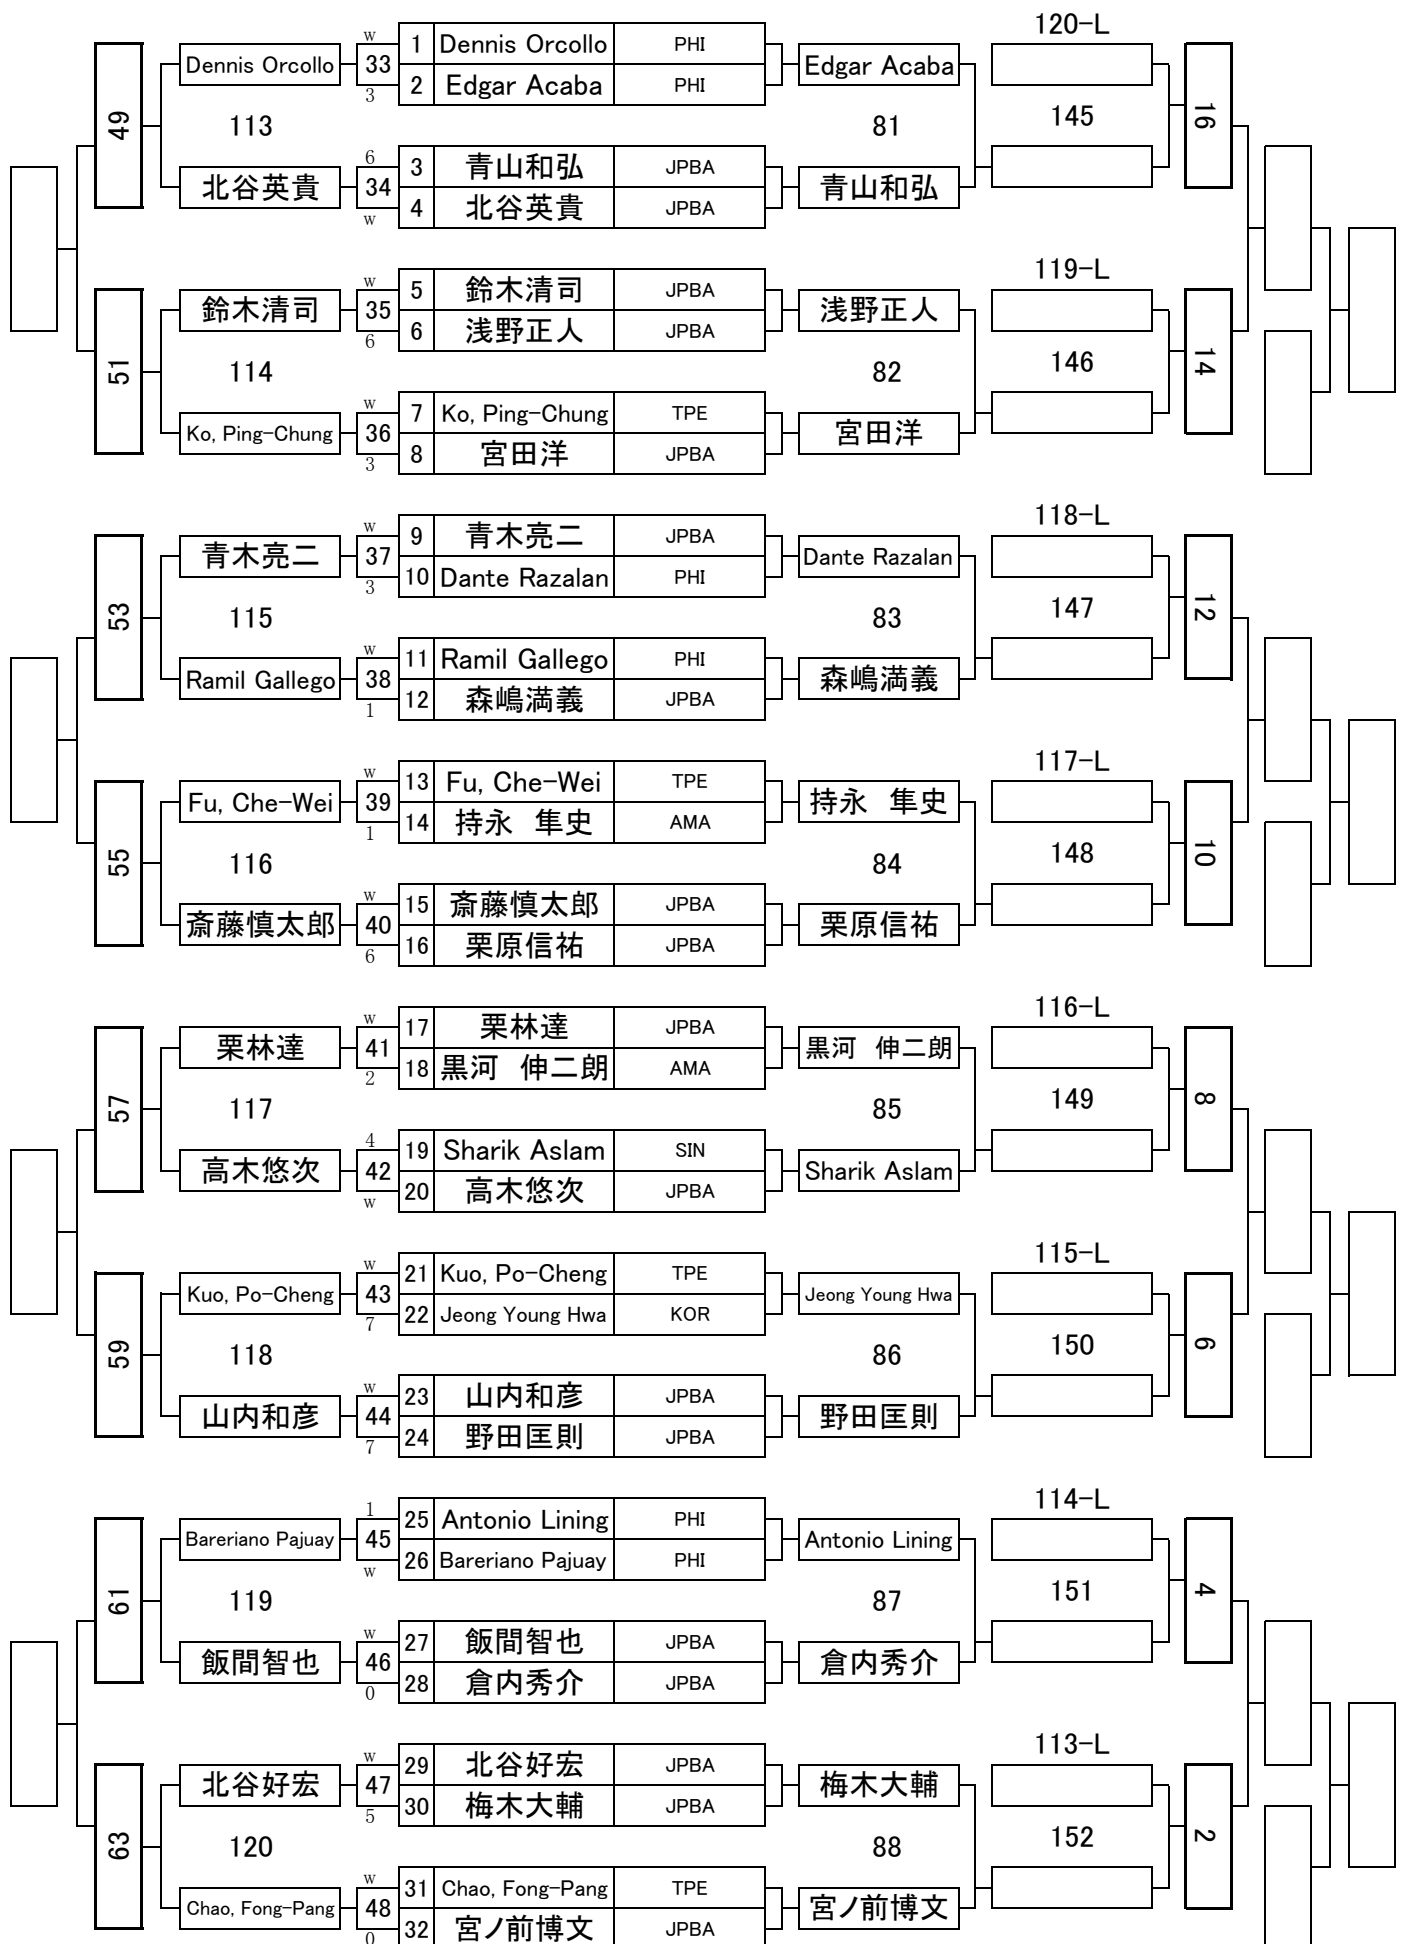 120-L
w
1 Dennis Orcollo PHI
Dennis Orcollo 33 Edgar Acaba
2 Edgar Acaba PHI
3
49 113 81 145 16
6
3 青山和弘 JPBA
北谷英貴 34 青山和弘
4 北谷英貴 JPBA
w
119-L
w
5 鈴木清司 JPBA
鈴木清司 35 浅野正人
6 浅野正人 JPBA
6
51 114 82 146 14
w
7 Ko, Ping-Chung TPE
Ko, Ping-Chung 36 宮田洋
8 宮田洋 JPBA
3
118-L
w
9 青木亮二 JPBA
青木亮二 37 Dante Razalan
10 Dante Razalan PHI
3
53 115 83 147 12
w
11 Ramil Gallego PHI
Ramil Gallego 38 森嶋満義
12 森嶋満義 JPBA
1
117-L
w
13 Fu, Che-Wei TPE
Fu, Che-Wei 39 持永 隼史
14 持永 隼史 AMA
1
55 116 84 148 10
w
15 斎藤慎太郎 JPBA
斎藤慎太郎 40 栗原信祐
16 栗原信祐 JPBA
6
116-L
w
17 栗林達 JPBA
栗林達 41 黒河 伸二朗
18 黒河 伸二朗 AMA
2
57 117 85 149 8
4
19 Sharik Aslam SIN
高木悠次 42 Sharik Aslam
20 高木悠次 JPBA
w
115-L
w
21 Kuo, Po-Cheng TPE
Kuo, Po-Cheng 43 Jeong Young Hwa
22 Jeong Young Hwa KOR
7
59 118 86 150 6
w
23 山内和彦 JPBA
山内和彦 44 野田匡則
24 野田匡則 JPBA
7
114-L
1
25 Antonio Lining PHI
Bareriano Pajuay 45 Antonio Lining
26 Bareriano Pajuay PHI
w
61 119 87 151 4
w
27 飯間智也 JPBA
飯間智也 46 倉内秀介
28 倉内秀介 JPBA
0
113-L
w
29 北谷好宏 JPBA
北谷好宏 47 梅木大輔
30 梅木大輔 JPBA
5
63 120 88 152 2
w
31 Chao, Fong-Pang TPE
Chao, Fong-Pang 48 宮ノ前博文
32 宮ノ前博文 JPBA
0